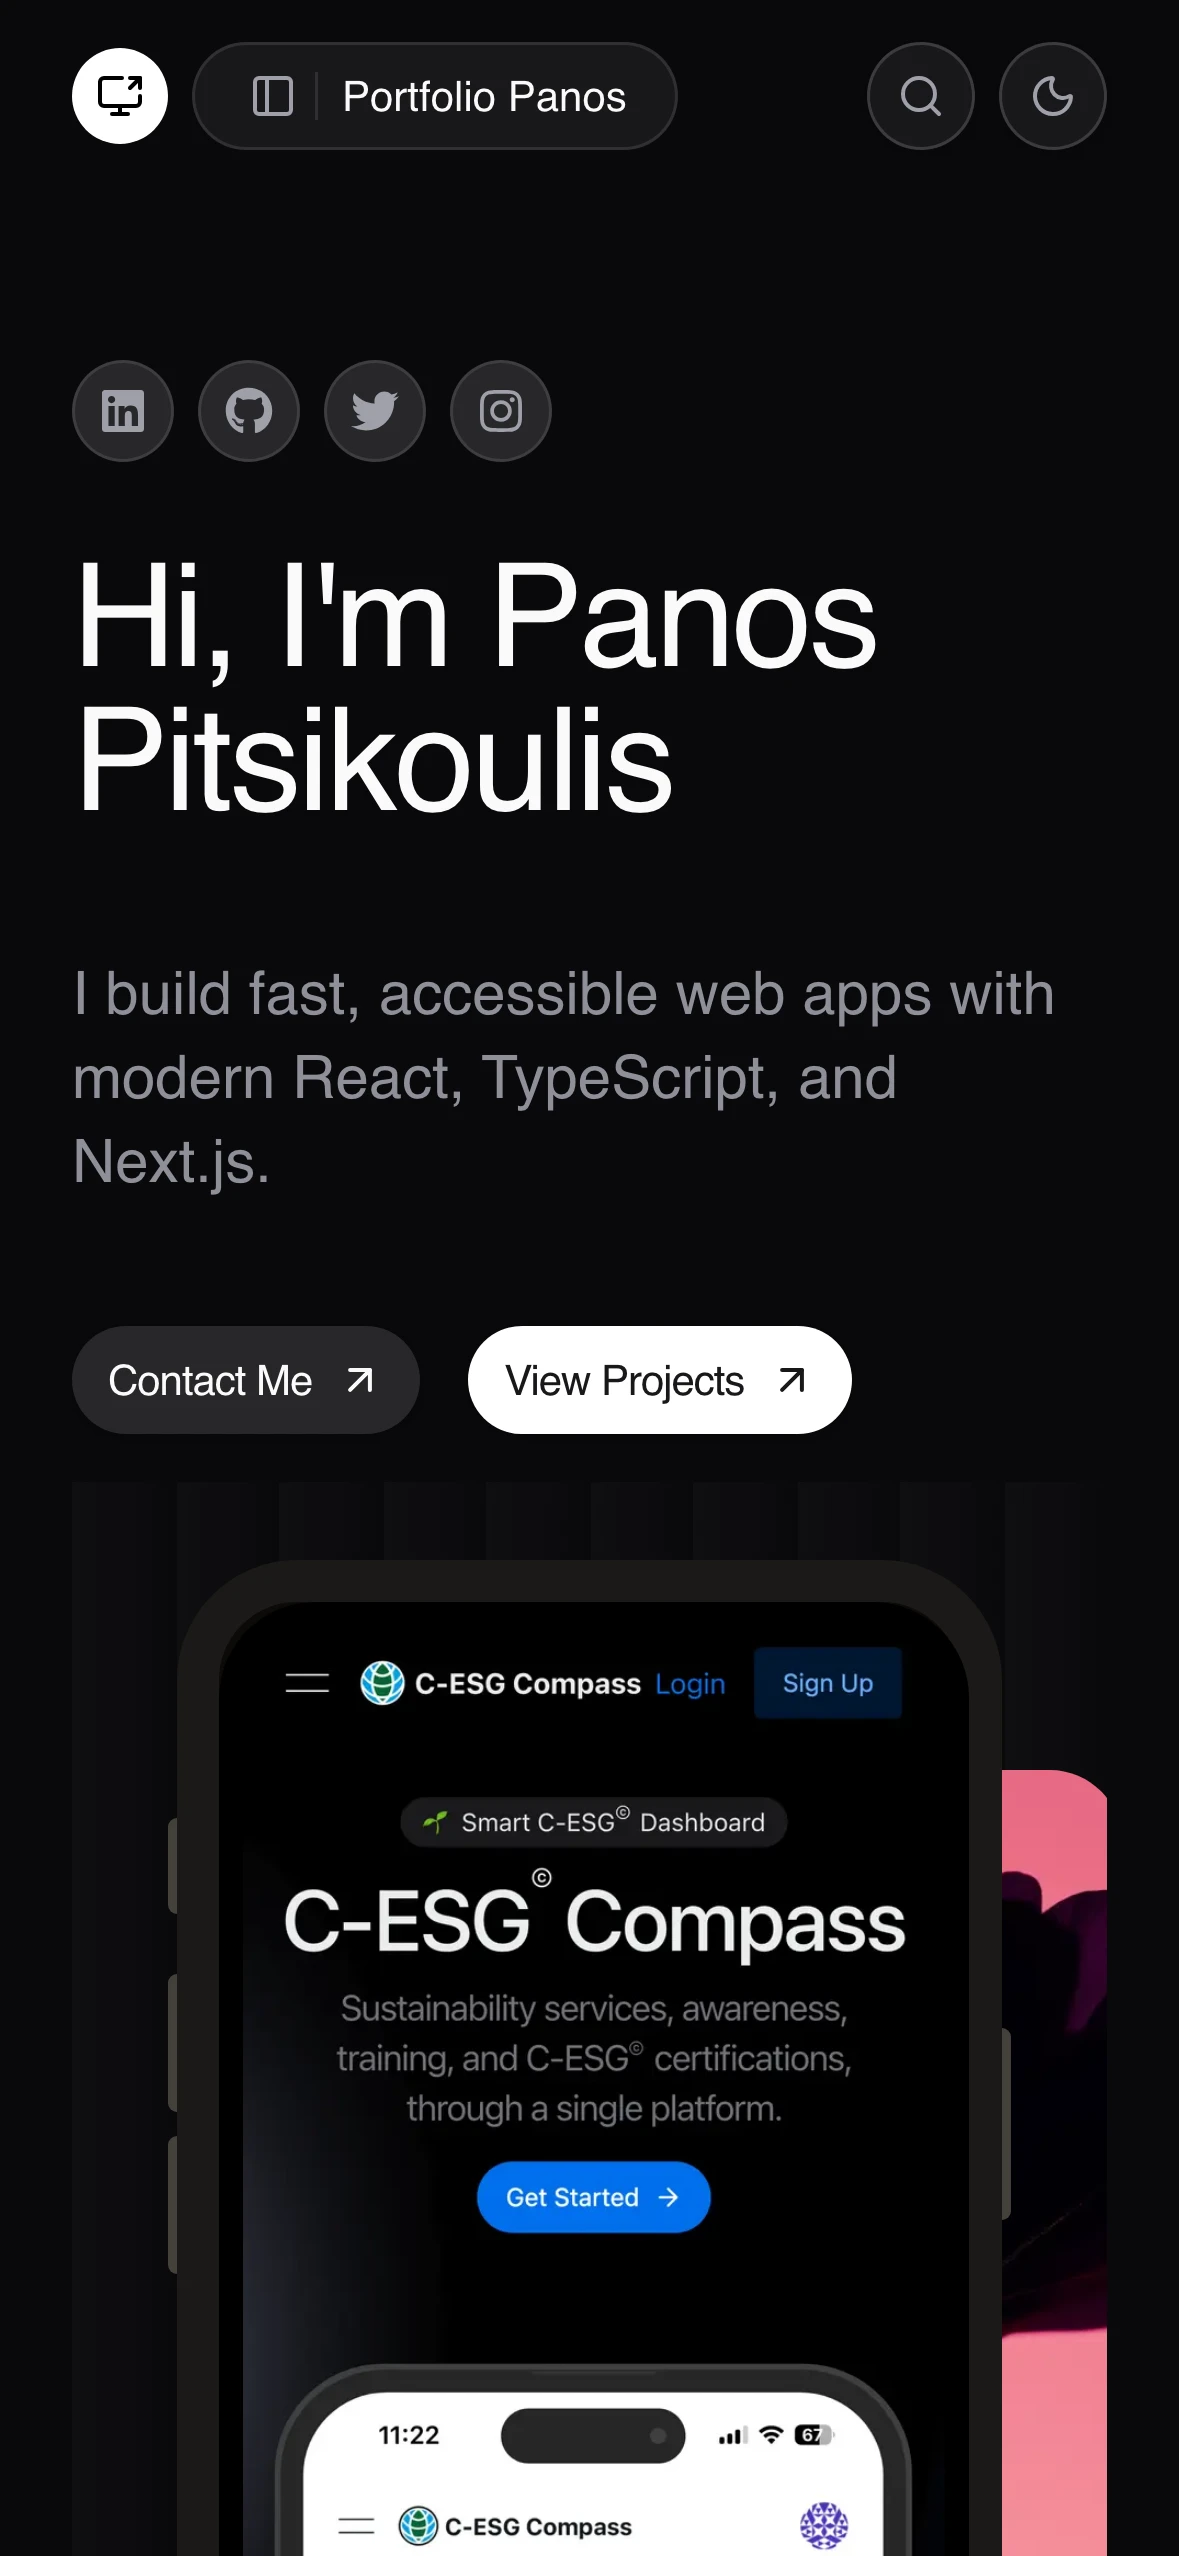 Portfolio Panos
Hi, I'm Panos
Pitsikoulis
I build fast, accessible web apps with
modern React, TypeScript, and
Next.js.
Contact Me
View Projects
C-ESG Compass Login Sign Up
Smart C-ESG© Dashboard
C-ESG© Compass
Sustainability services, awareness,
training, and C-ESG© certifications,
through a single platform.
Get Started
11:22 67
C-ESG Compass